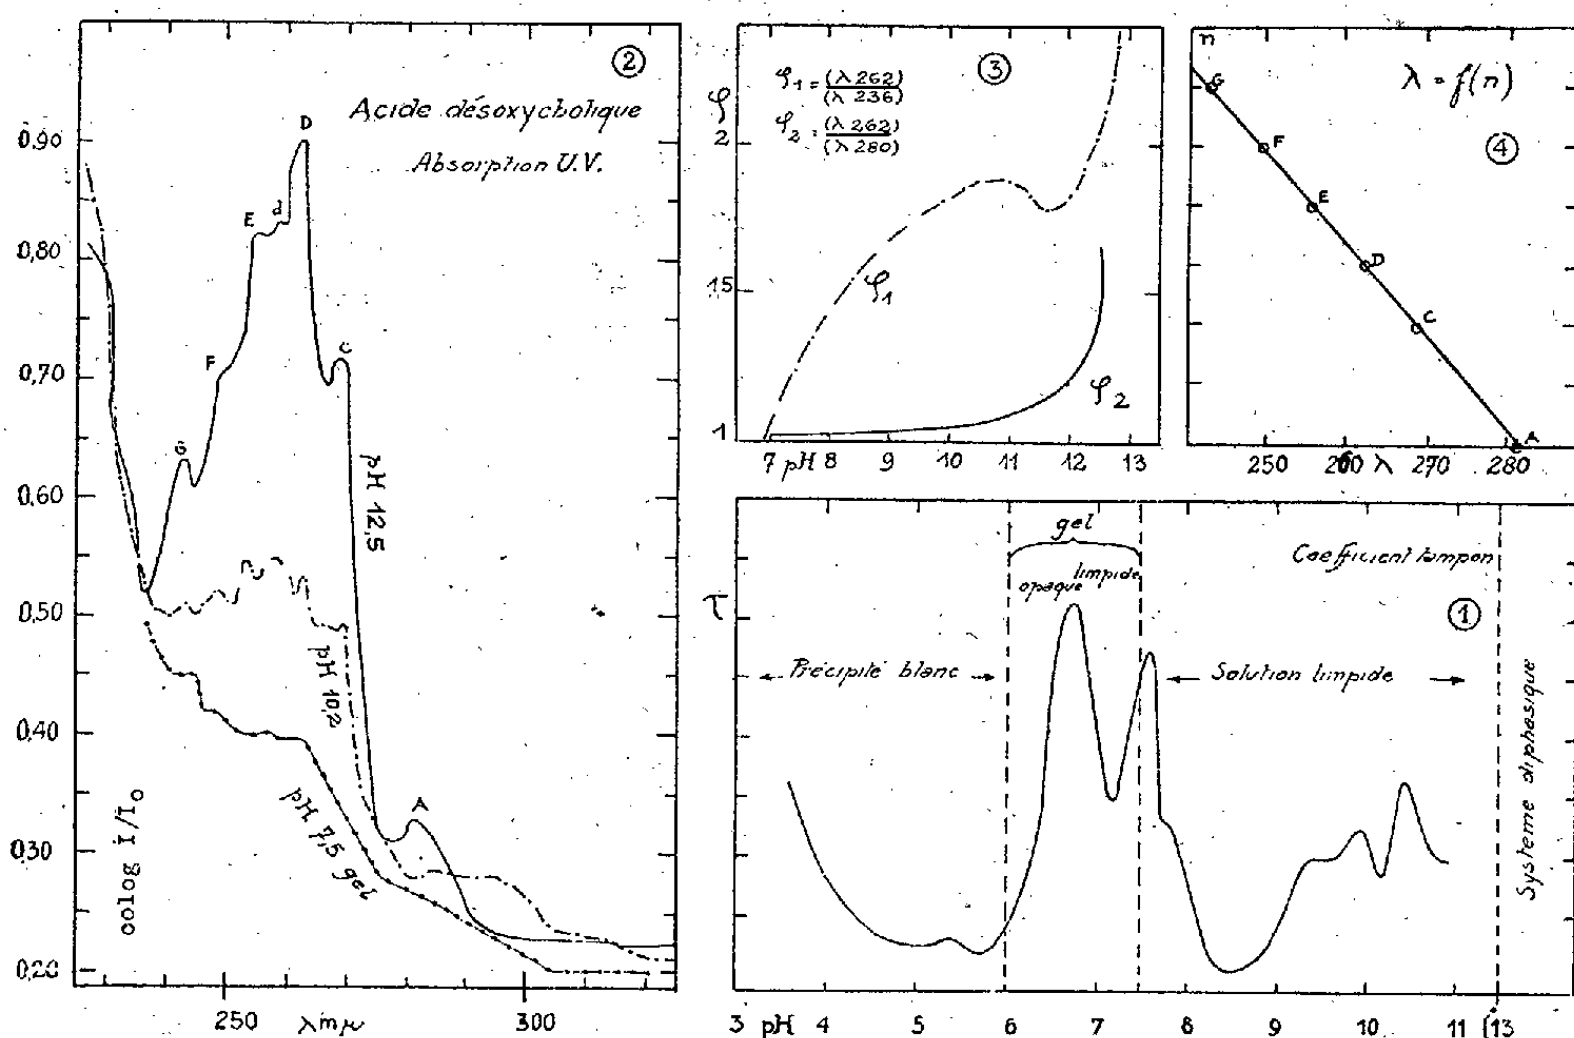 ②
Acide désoxycholique
Absorption U.V.
0,90
0,80
0,70
0,60
0,50
0,40
0,30
0,20
D
E
d
F
C
G
A
pH 12,5
pH 10,2
pH 7,5 gel
colog I/I₀
250
λ mμ
300
③
φ₁ = (λ 262)/(λ 236)
φ₂ = (λ 262)/(λ 280)
φ
2
1,5
1
φ₁
φ₂
7 pH 8 9 10 11 12 13
n
λ = f(n)
④
G
F
E
D
C
A
250 260 λ 270 280
gel
opaque limpide
Coefficient tampon
①
τ
Précipité blanc
Solution limpide
Système diphasique
3 pH 4 5 6 7 8 9 10 11 13